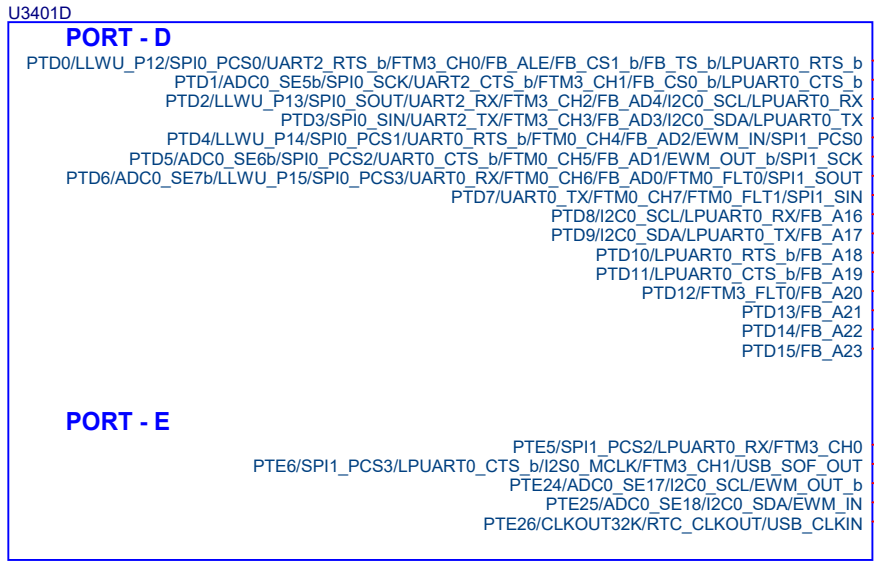 U3401D
PORT - D
PTD0/LLWU_P12/SPI0_PCS0/UART2_RTS_b/FTM3_CH0/FB_ALE/FB_CS1_b/FB_TS_b/LPUART0_RTS_b
PTD1/ADC0_SE5b/SPI0_SCK/UART2_CTS_b/FTM3_CH1/FB_CS0_b/LPUART0_CTS_b
PTD2/LLWU_P13/SPI0_SOUT/UART2_RX/FTM3_CH2/FB_AD4/I2C0_SCL/LPUART0_RX
PTD3/SPI0_SIN/UART2_TX/FTM3_CH3/FB_AD3/I2C0_SDA/LPUART0_TX
PTD4/LLWU_P14/SPI0_PCS1/UART0_RTS_b/FTM0_CH4/FB_AD2/EWM_IN/SPI1_PCS0
PTD5/ADC0_SE6b/SPI0_PCS2/UART0_CTS_b/FTM0_CH5/FB_AD1/EWM_OUT_b/SPI1_SCK
PTD6/ADC0_SE7b/LLWU_P15/SPI0_PCS3/UART0_RX/FTM0_CH6/FB_AD0/FTM0_FLT0/SPI1_SOUT
PTD7/UART0_TX/FTM0_CH7/FTM0_FLT1/SPI1_SIN
PTD8/I2C0_SCL/LPUART0_RX/FB_A16
PTD9/I2C0_SDA/LPUART0_TX/FB_A17
PTD10/LPUART0_RTS_b/FB_A18
PTD11/LPUART0_CTS_b/FB_A19
PTD12/FTM3_FLT0/FB_A20
PTD13/FB_A21
PTD14/FB_A22
PTD15/FB_A23
PORT - E
PTE5/SPI1_PCS2/LPUART0_RX/FTM3_CH0
PTE6/SPI1_PCS3/LPUART0_CTS_b/I2S0_MCLK/FTM3_CH1/USB_SOF_OUT
PTE24/ADC0_SE17/I2C0_SCL/EWM_OUT_b
PTE25/ADC0_SE18/I2C0_SDA/EWM_IN
PTE26/CLKOUT32K/RTC_CLKOUT/USB_CLKIN